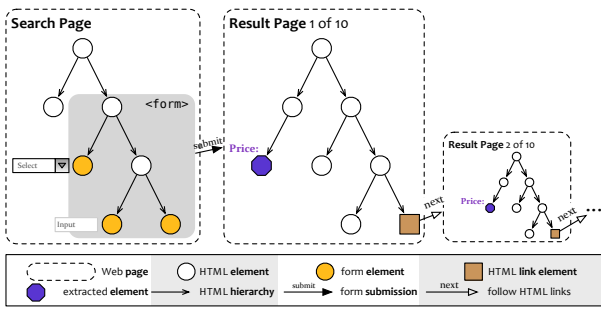 Search Page
<form>
Select
Input
submit
Result Page 1 of 10
Price:
next
Result Page 2 of 10
Price:
next
...
Web page
HTML element
form element
HTML link element
extracted element
HTML hierarchy
submit
form submission
next
follow HTML links